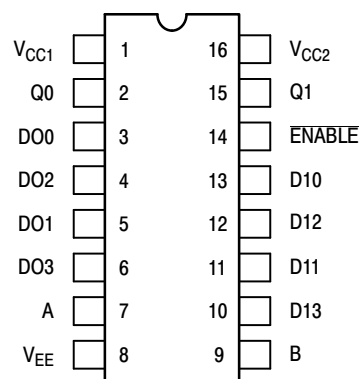 VCC1 1 16 VCC2
Q0 2 15 Q1
DO0 3 14 ENABLE
DO2 4 13 D10
DO1 5 12 D12
DO3 6 11 D11
A 7 10 D13
VEE 8 9 B